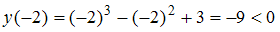 y(−2) = (−2)³ − (−2)² + 3 = −9 < 0